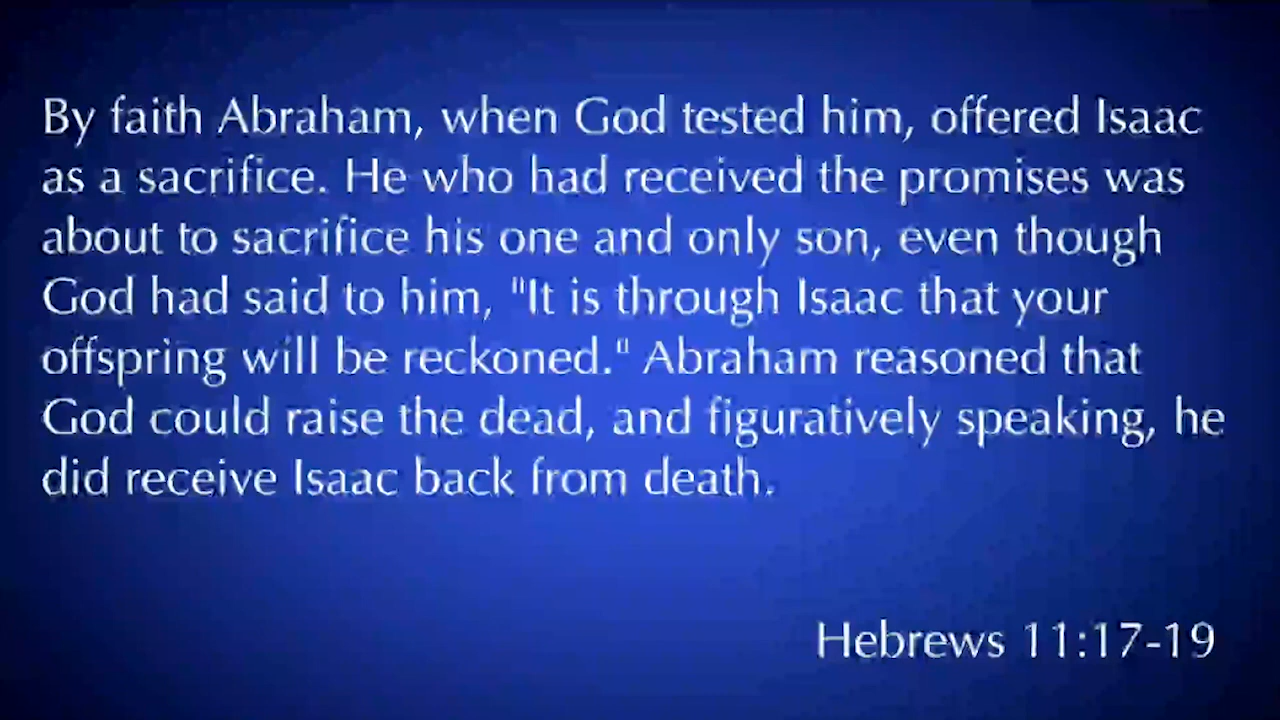 By faith Abraham, when God tested him, offered Isaac
as a sacrifice. He who had received the promises was
about to sacrifice his one and only son, even though
God had said to him, "It is through Isaac that your
offspring will be reckoned." Abraham reasoned that
God could raise the dead, and figuratively speaking, he
did receive Isaac back from death.
Hebrews 11:17-19